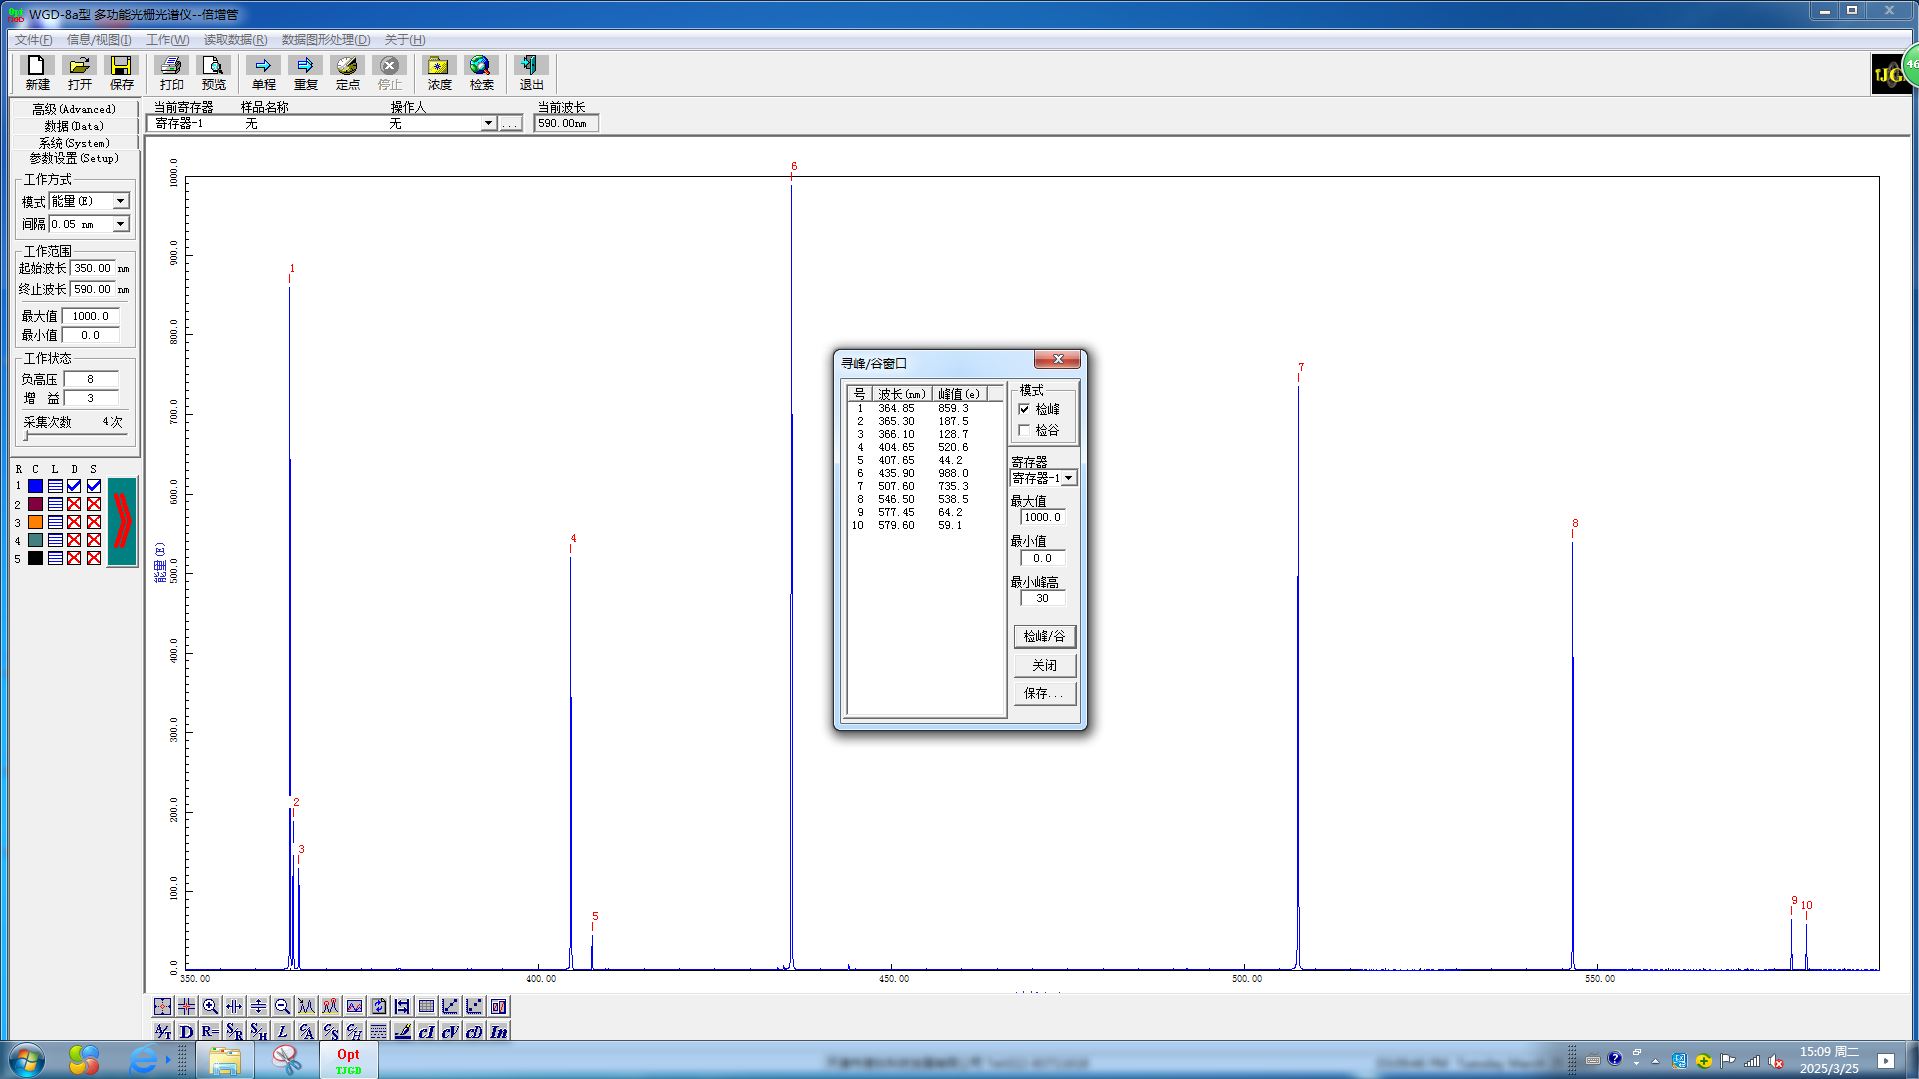 WGD-8a型 多功能光栅光谱仪--倍增管
文件(F) 信息/视图(I) 工作(W) 读取数据(R) 数据图形处理(D) 关于(H)
新建 打开 保存 打印 预览 单程 重复 定点 停止 浓度 检索 退出
46
高级(Advanced)
数据(Data)
系统(System)
参数设置(Setup)
当前寄存器 样品名称 操作人 当前波长
寄存器-1 无 无 ... 590.00nm
工作方式
模式 能量(E)
间隔 0.05 nm
工作范围
起始波长 350.00 nm
终止波长 590.00 nm
最大值 1000.0
最小值 0.0
工作状态
负高压 8
增 益 3
采集次数 4次
R C L D S
1
2
3
4
5
能量(E)
1000.0
900.0
800.0
700.0
600.0
500.0
400.0
300.0
200.0
100.0
0.0
350.00 400.00 450.00 500.00 550.00
1
2
3
4
5
6
7
8
9
10
寻峰/谷窗口
号 波长(nm) 峰值(e)
1 364.85 859.3
2 365.30 187.5
3 366.10 128.7
4 404.65 520.6
5 407.65 44.2
6 435.90 988.0
7 507.60 735.3
8 546.50 538.5
9 577.45 64.2
10 579.60 59.1
模式
检峰
检谷
寄存器
寄存器-1
最大值
1000.0
最小值
0.0
最小峰高
30
检峰/谷
关闭
保存...
A/T D R= S/R S/H L C/A C/S C/H cI cV cD In
Opt
TJGD
15:09 周二
2025/3/25